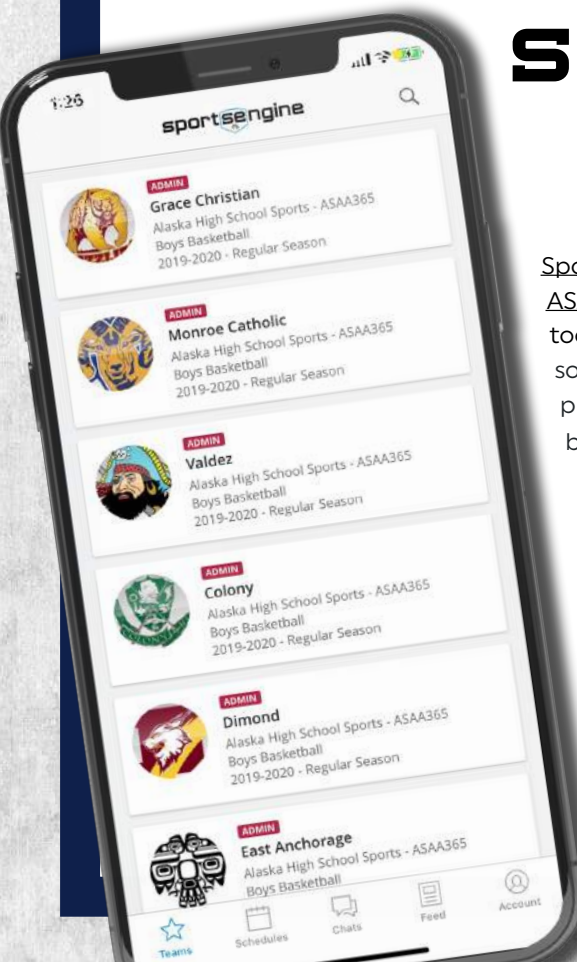 1:26
sportsengine
ADMIN
Grace Christian
Alaska High School Sports - ASAA365
Boys Basketball
2019-2020 - Regular Season
ADMIN
Monroe Catholic
Alaska High School Sports - ASAA365
Boys Basketball
2019-2020 - Regular Season
ADMIN
Valdez
Alaska High School Sports - ASAA365
Boys Basketball
2019-2020 - Regular Season
ADMIN
Colony
Alaska High School Sports - ASAA365
Boys Basketball
2019-2020 - Regular Season
ADMIN
Dimond
Alaska High School Sports - ASAA365
Boys Basketball
2019-2020 - Regular Season
ADMIN
East Anchorage
Alaska High School Sports - ASAA365
Boys Basketball
Teams
Schedules
Chats
Feed
Account
S
Spo
AS
too
so
p
b